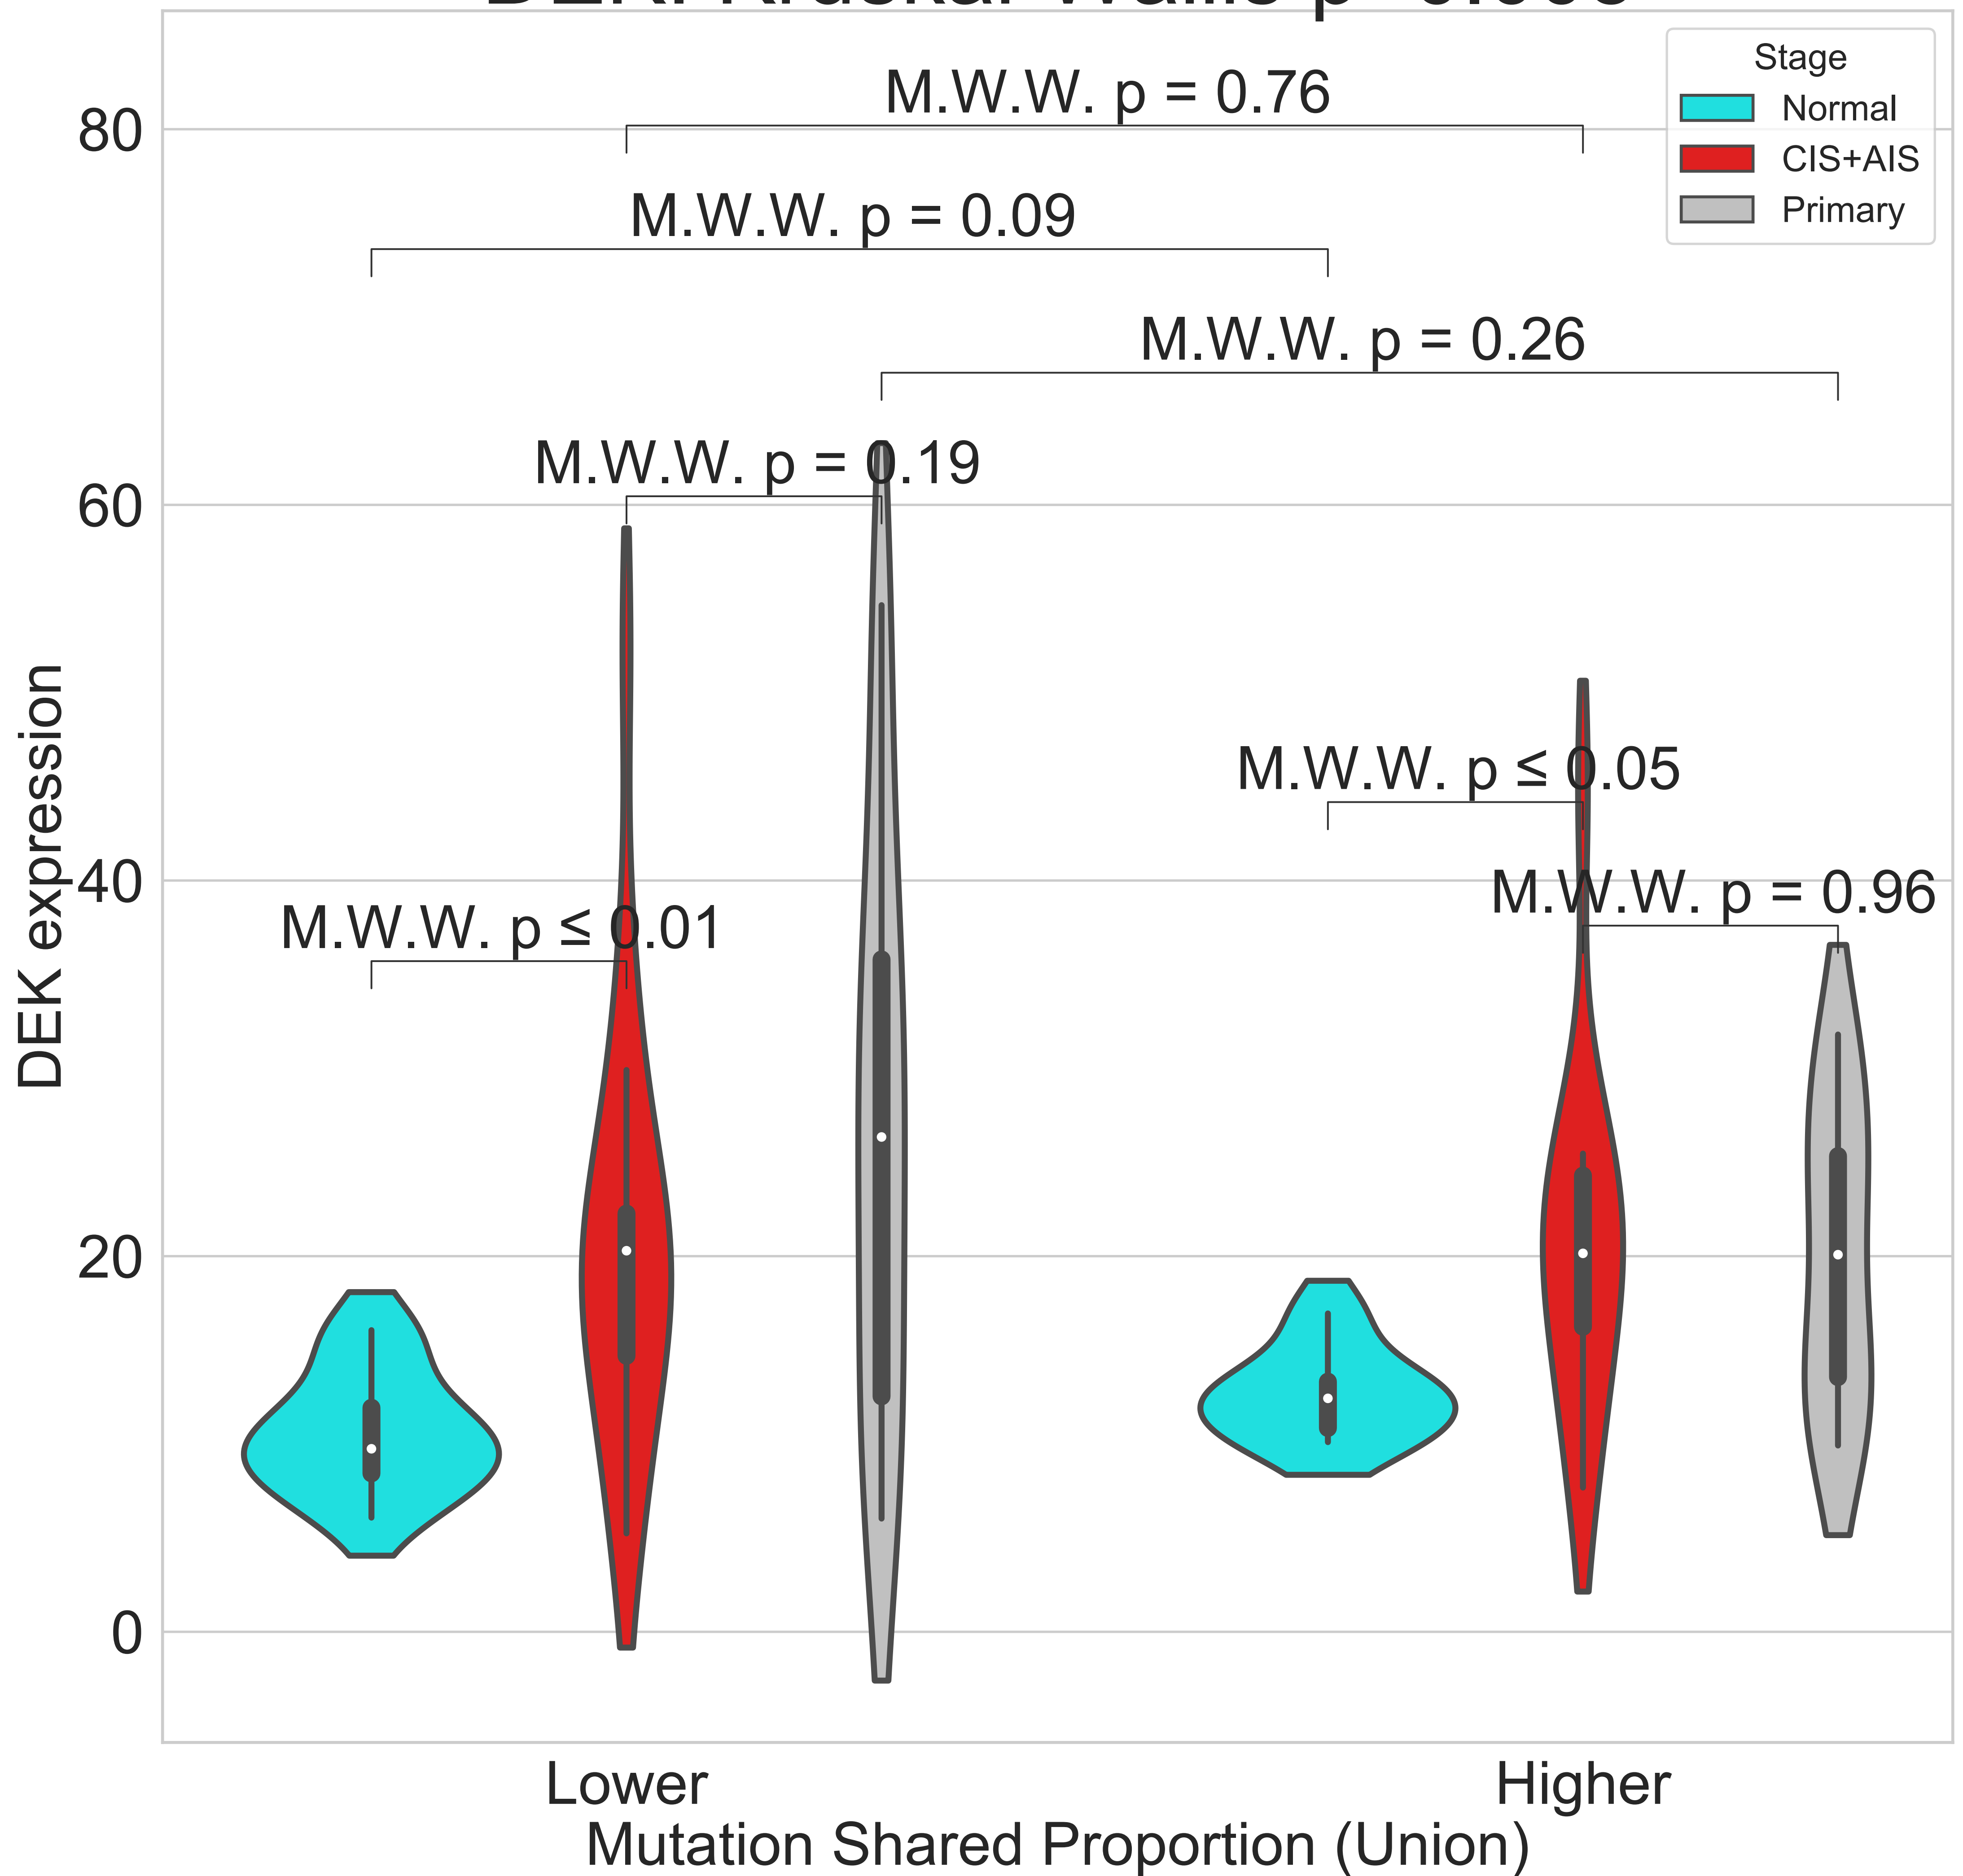 Stage
Normal
CIS+AIS
Primary
M.W.W. p = 0.76
M.W.W. p = 0.09
M.W.W. p = 0.26
M.W.W. p = 0.19
M.W.W. p ≤ 0.05
M.W.W. p = 0.96
M.W.W. p ≤ 0.01
80
60
40
20
0
DEK expression
Lower
Higher
Mutation Shared Proportion (Union)